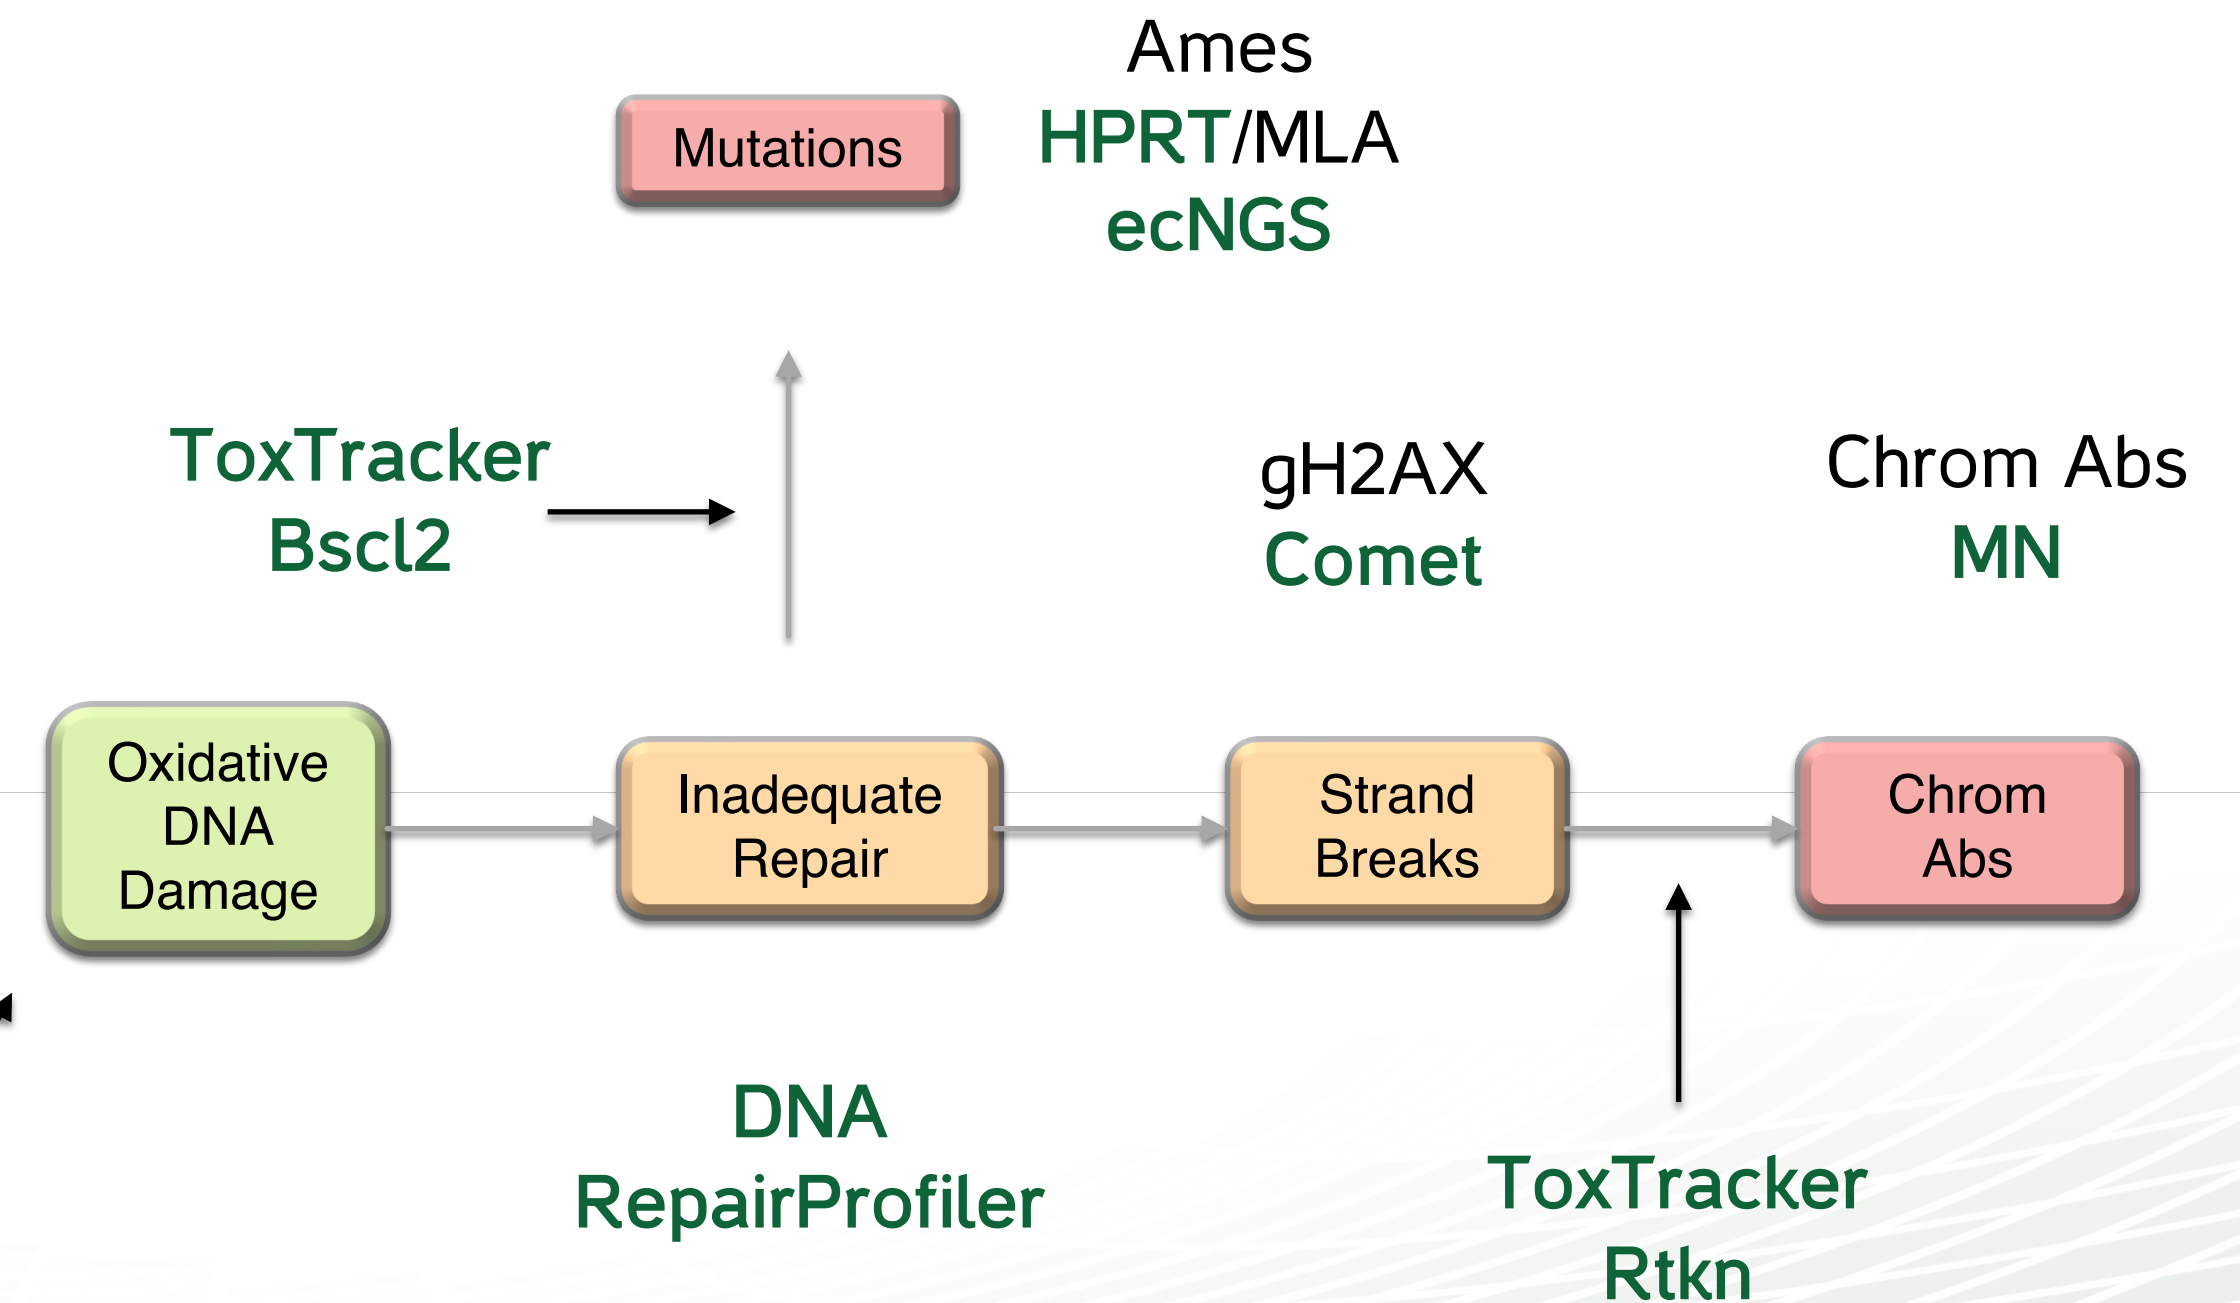 Ames
Mutations
HPRT/MLA
ecNGS
ToxTracker
Bscl2
gH2AX
Comet
Chrom Abs
MN
Oxidative
DNA
Damage
Inadequate
Repair
Strand
Breaks
Chrom
Abs
DNA
RepairProfiler
ToxTracker
Rtkn